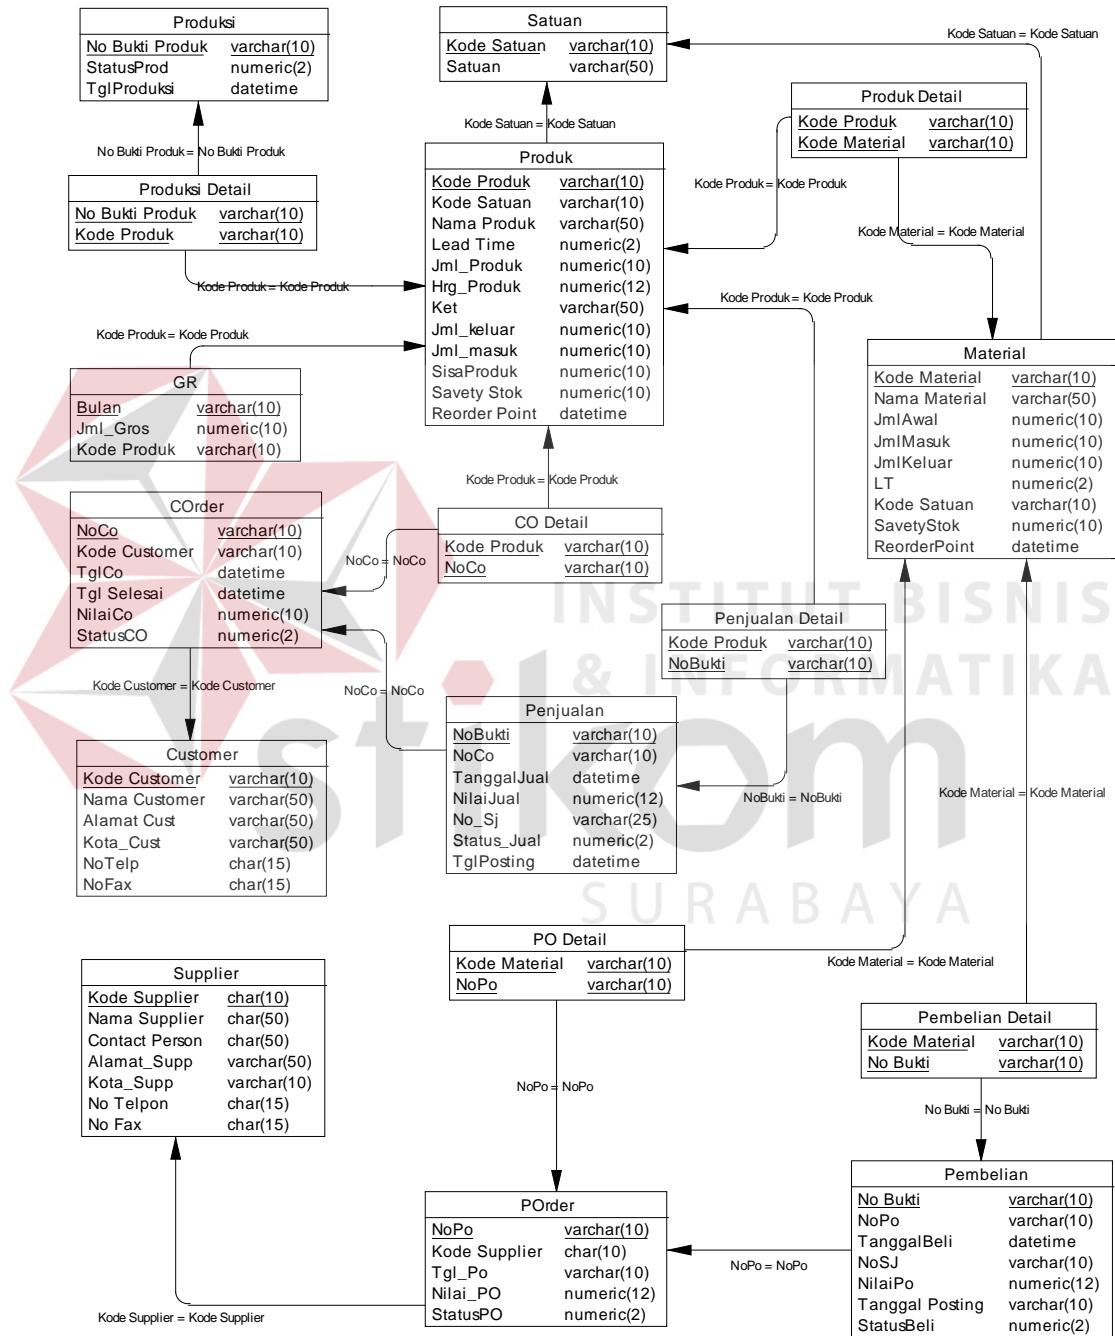 Produksi
No Bukti Produk varchar(10)
StatusProd numeric(2)
TglProduksi datetime
Satuan
Kode Satuan varchar(10)
Satuan varchar(50)
Kode Satuan = Kode Satuan
Produk Detail
Kode Produk varchar(10)
Kode Material varchar(10)
Kode Satuan = Kode Satuan
No Bukti Produk = No Bukti Produk
Produk
Kode Produk varchar(10)
Kode Satuan varchar(10)
Nama Produk varchar(50)
Lead Time numeric(2)
Jml_Produk numeric(10)
Hrg_Produk numeric(12)
Ket varchar(50)
Jml_keluar numeric(10)
Jml_masuk numeric(10)
SisaProduk numeric(10)
Savety Stok numeric(10)
Reorder Point datetime
Kode Produk = Kode Produk
Produksi Detail
No Bukti Produk varchar(10)
Kode Produk varchar(10)
Kode Material = Kode Material
Kode Produk = Kode Produk
Kode Produk = Kode Produk
Kode Produk = Kode Produk
GR
Bulan varchar(10)
Jml_Gros numeric(10)
Kode Produk varchar(10)
Material
Kode Material varchar(10)
Nama Material varchar(50)
JmlAwal numeric(10)
JmlMasuk numeric(10)
JmlKeluar numeric(10)
LT numeric(2)
Kode Satuan varchar(10)
SavetyStok numeric(10)
ReorderPoint datetime
Kode Produk = Kode Produk
COrder
NoCo varchar(10)
Kode Customer varchar(10)
TglCo datetime
Tgl Selesai datetime
NilaiCo numeric(10)
StatusCO numeric(2)
CO Detail
Kode Produk varchar(10)
NoCo varchar(10)
NoCo = NoCo
INSTITUT BISNIS
& INFORMATIKA
stikom
SURABAYA
Penjualan Detail
Kode Produk varchar(10)
NoBukti varchar(10)
Kode Customer = Kode Customer
NoCo = NoCo
Penjualan
NoBukti varchar(10)
NoCo varchar(10)
TanggalJual datetime
NilaiJual numeric(12)
No_Sj varchar(25)
Status_Jual numeric(2)
TglPosting datetime
Customer
Kode Customer varchar(10)
Nama Customer varchar(50)
Alamat Cust varchar(50)
Kota_Cust varchar(50)
NoTelp char(15)
NoFax char(15)
NoBukti = NoBukti
Kode Material = Kode Material
PO Detail
Kode Material varchar(10)
NoPo varchar(10)
Kode Material = Kode Material
Supplier
Kode Supplier char(10)
Nama Supplier char(50)
Contact Person char(50)
Alamat_Supp varchar(50)
Kota_Supp varchar(10)
No Telpon char(15)
No Fax char(15)
Pembelian Detail
Kode Material varchar(10)
No Bukti varchar(10)
NoPo = NoPo
No Bukti = No Bukti
POrder
NoPo varchar(10)
Kode Supplier char(10)
Tgl_Po varchar(10)
Nilai_PO numeric(12)
StatusPO numeric(2)
Pembelian
No Bukti varchar(10)
NoPo varchar(10)
TanggalBeli datetime
NoSJ varchar(10)
NilaiPo numeric(12)
Tanggal Posting varchar(10)
StatusBeli numeric(2)
NoPo = NoPo
Kode Supplier = Kode Supplier